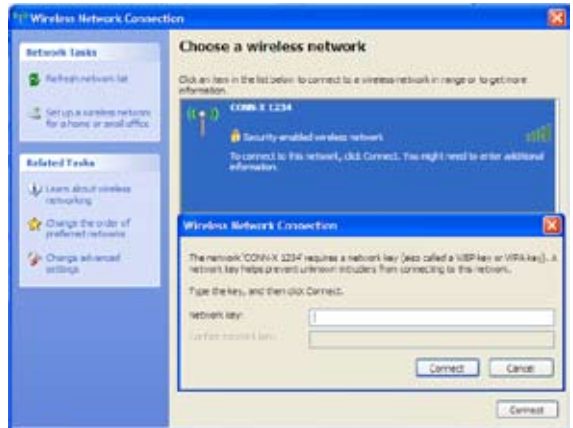 Wireless Network Connection
Network Tasks
Refresh network list
Set up a wireless network
for a home or small office
Related Tasks
Learn about wireless
networking
Change the order of
preferred networks
Change advanced
settings
Choose a wireless network
Click an item in the list below to connect to a wireless network in range or to get more
information.
CONN-X 1234
Security-enabled wireless network
To connect to this network, click Connect. You might need to enter additional
information.
Wireless Network Connection
The network 'CONN-X 1234' requires a network key (also called a WEP key or WPA key). A
network key helps prevent unknown intruders from connecting to this network.
Type the key, and then click Connect.
Network key:
Confirm network key:
Connect
Cancel
Connect